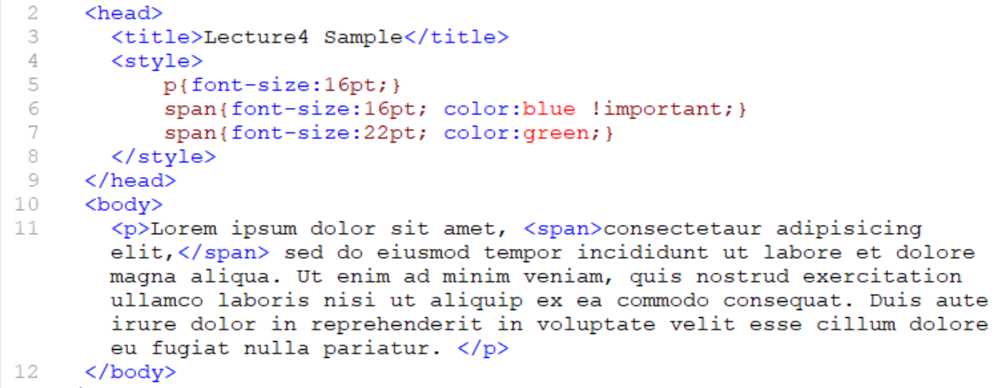 2 <head>
3 <title>Lecture4 Sample</title>
4 <style>
5 p{font-size:16pt;}
6 span{font-size:16pt; color:blue !important;}
7 span{font-size:22pt; color:green;}
8 </style>
9 </head>
10 <body>
11 <p>Lorem ipsum dolor sit amet, <span>consectetaur adipisicing
elit,</span> sed do eiusmod tempor incididunt ut labore et dolore
magna aliqua. Ut enim ad minim veniam, quis nostrud exercitation
ullamco laboris nisi ut aliquip ex ea commodo consequat. Duis aute
irure dolor in reprehenderit in voluptate velit esse cillum dolore
eu fugiat nulla pariatur. </p>
12 </body>